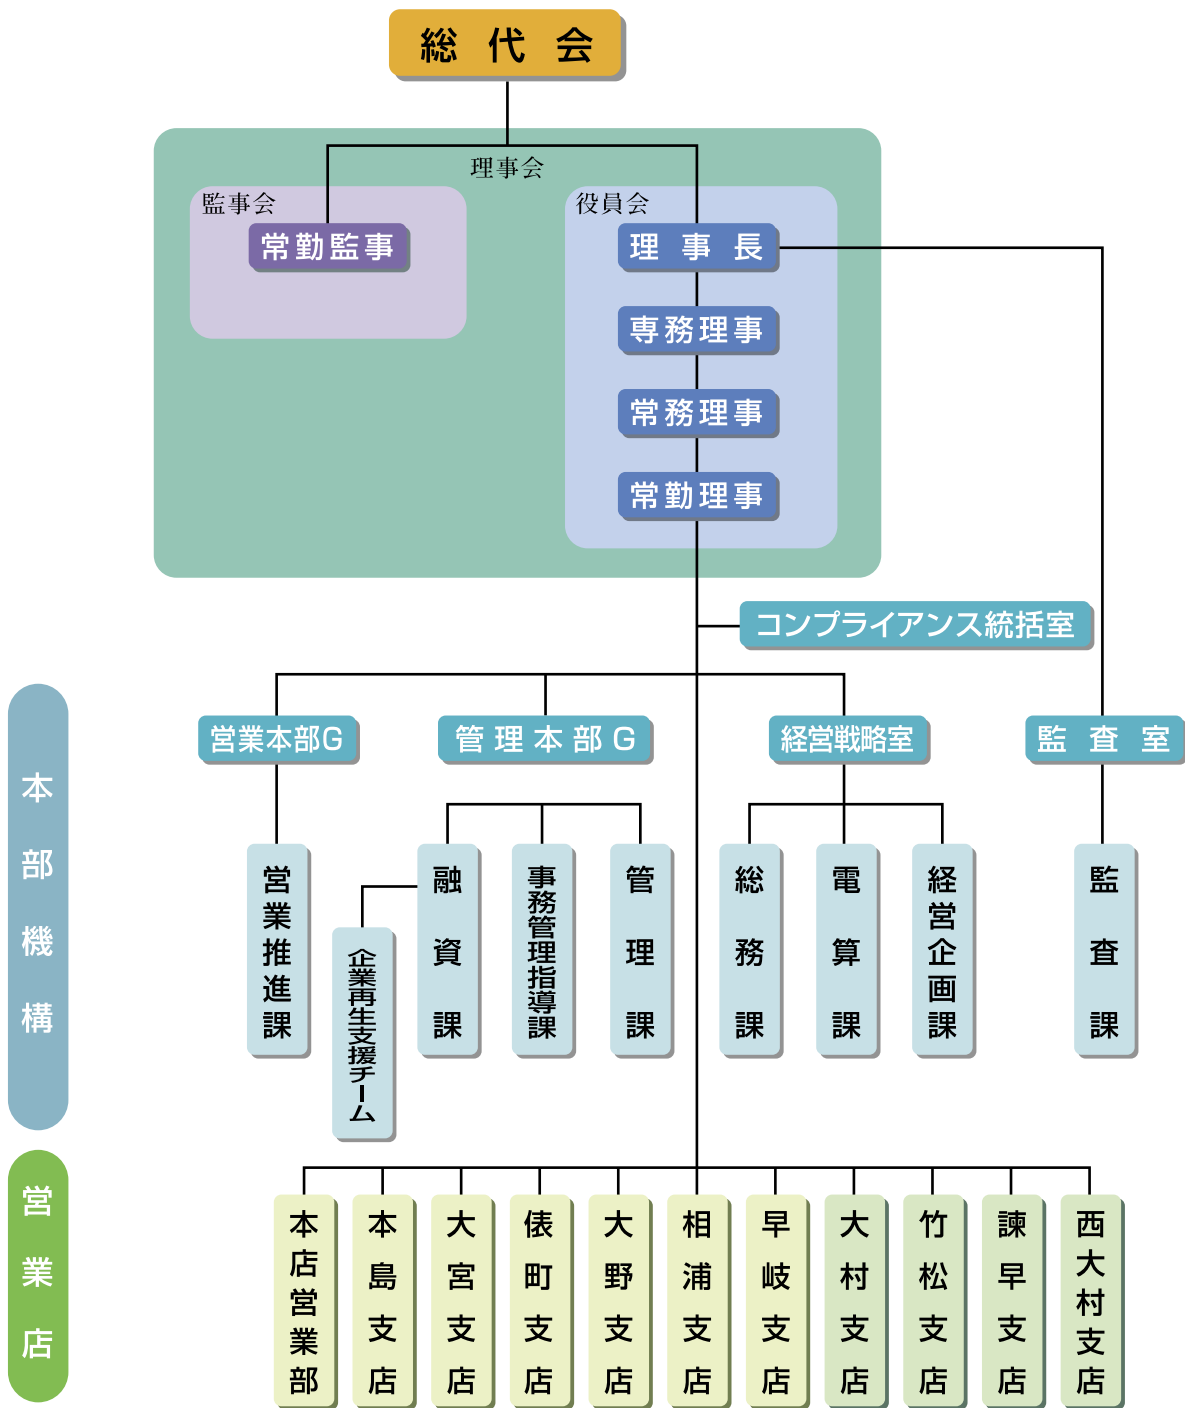 総代会
理事会
監事会
役員会
常勤監事
理事長
専務理事
常務理事
常勤理事
コンプライアンス統括室
本部機構
営業本部G
管理本部G
経営戦略室
監査室
営業推進課
企業再生支援チーム
融資課
事務管理指導課
管理課
総務課
電算課
経営企画課
監査課
営業店
本店営業部
本島支店
大宮支店
俵町支店
大野支店
相浦支店
早岐支店
大村支店
竹松支店
諫早支店
西大村支店